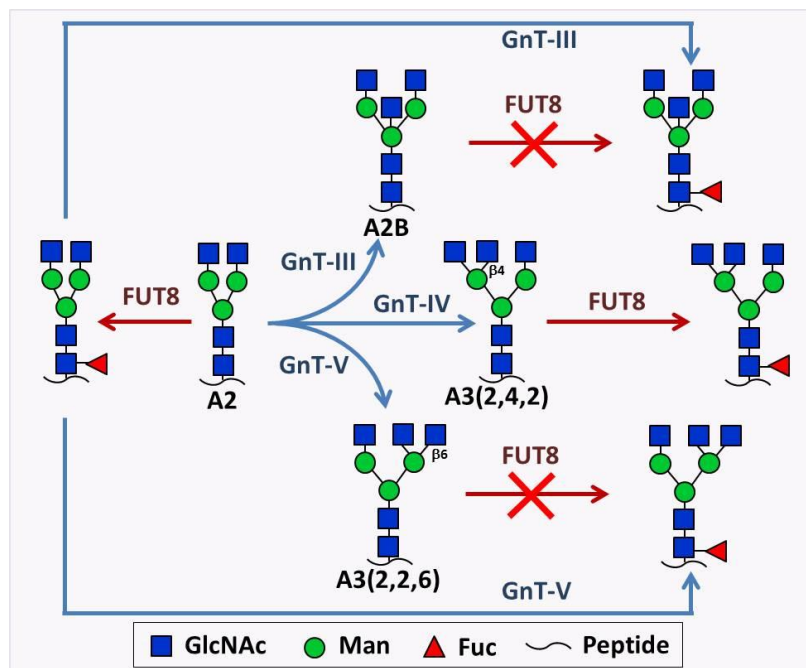 GnT-III
FUT8
A2B
GnT-III
β4
FUT8
GnT-IV
FUT8
GnT-V
A2
A3(2,4,2)
β6
FUT8
A3(2,2,6)
GnT-V
GlcNAc Man Fuc Peptide